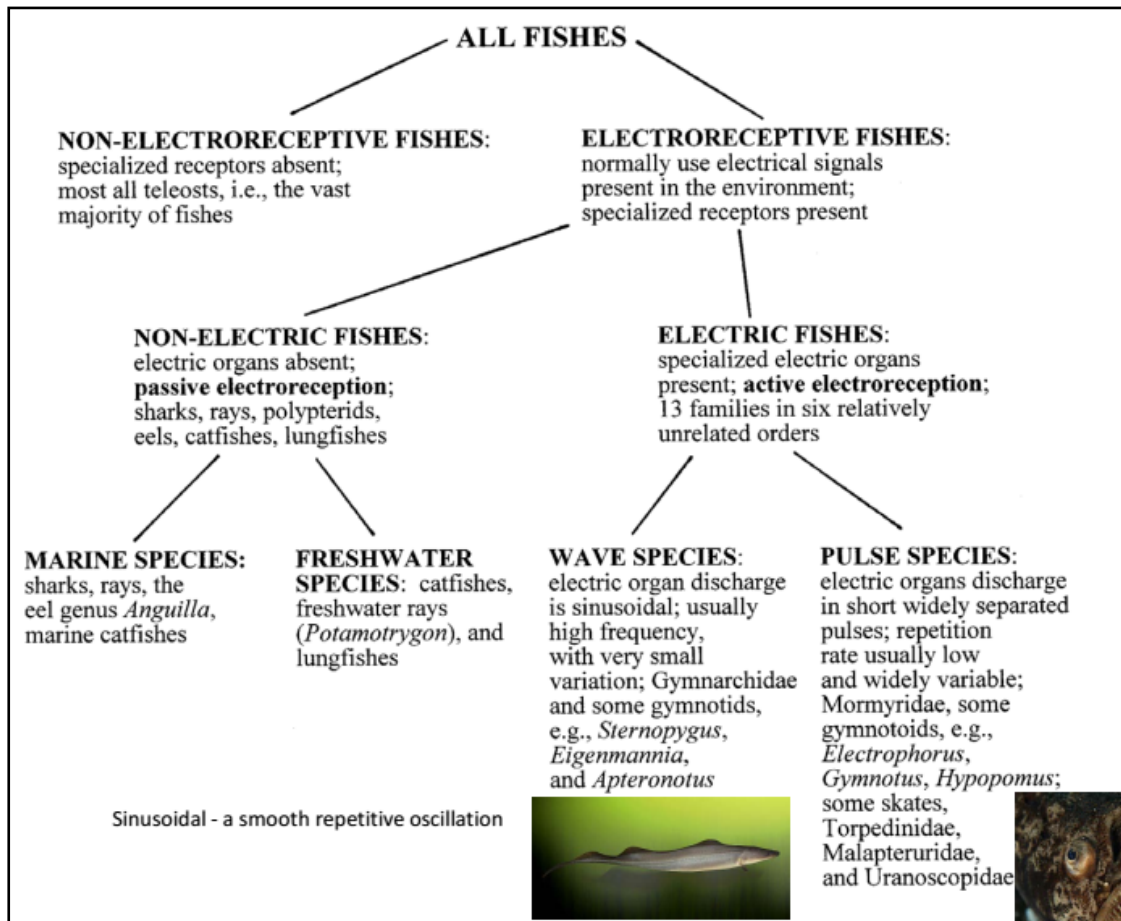 ALL FISHES
NON-ELECTRORECEPTIVE FISHES:
specialized receptors absent;
most all teleosts, i.e., the vast
majority of fishes
ELECTRORECEPTIVE FISHES:
normally use electrical signals
present in the environment;
specialized receptors present
NON-ELECTRIC FISHES:
electric organs absent;
passive electroreception;
sharks, rays, polypterids,
eels, catfishes, lungfishes
ELECTRIC FISHES:
specialized electric organs
present; active electroreception;
13 families in six relatively
unrelated orders
MARINE SPECIES:
sharks, rays, the
eel genus Anguilla,
marine catfishes
FRESHWATER
SPECIES: catfishes,
freshwater rays
(Potamotrygon), and
lungfishes
WAVE SPECIES:
electric organ discharge
is sinusoidal; usually
high frequency,
with very small
variation; Gymnarchidae
and some gymnotids,
e.g., Sternopygus,
Eigenmannia,
and Apteronotus
PULSE SPECIES:
electric organs discharge
in short widely separated
pulses; repetition
rate usually low
and widely variable;
Mormyridae, some
gymnotoids, e.g.,
Electrophorus,
Gymnotus, Hypopomus;
some skates,
Torpedinidae,
Malapteruridae,
and Uranoscopidae
Sinusoidal - a smooth repetitive oscillation